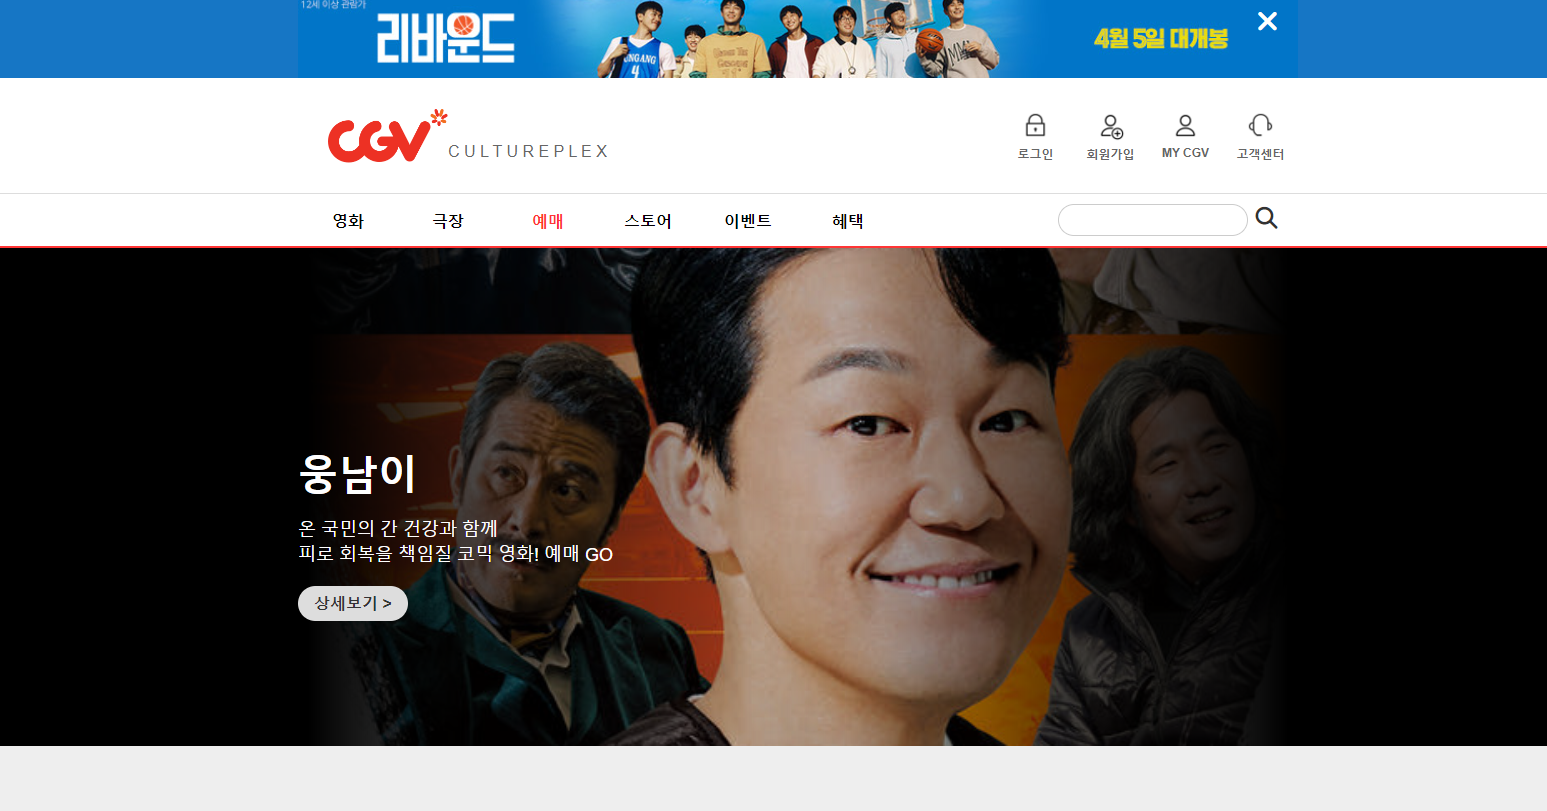 12세 이상 관람가
리바운드
4월 5일 대개봉
CGV
CULTUREPLEX
로그인
회원가입
MY CGV
고객센터
영화
극장
예매
스토어
이벤트
혜택
웅남이
온 국민의 간 건강과 함께
피로 회복을 책임질 코믹 영화! 예매 GO
상세보기 >